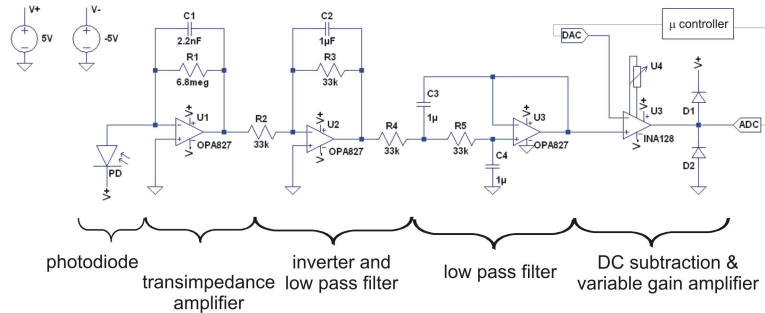 V+
5V
V-
-5V
C1
2.2nF
R1
6.8meg
V+
U1
V-
OPA827
PD
V+
R2
33k
C2
1µF
R3
33k
V+
U2
V-
OPA827
R4
33k
C3
1µ
R5
33k
C4
1µ
V+
U3
OPA827
V-
DAC
µ controller
U4
V+
U3
V-
INA128
V+
D1
D2
ADC
photodiode
transimpedance
amplifier
inverter and
low pass filter
low pass filter
DC subtraction &
variable gain amplifier